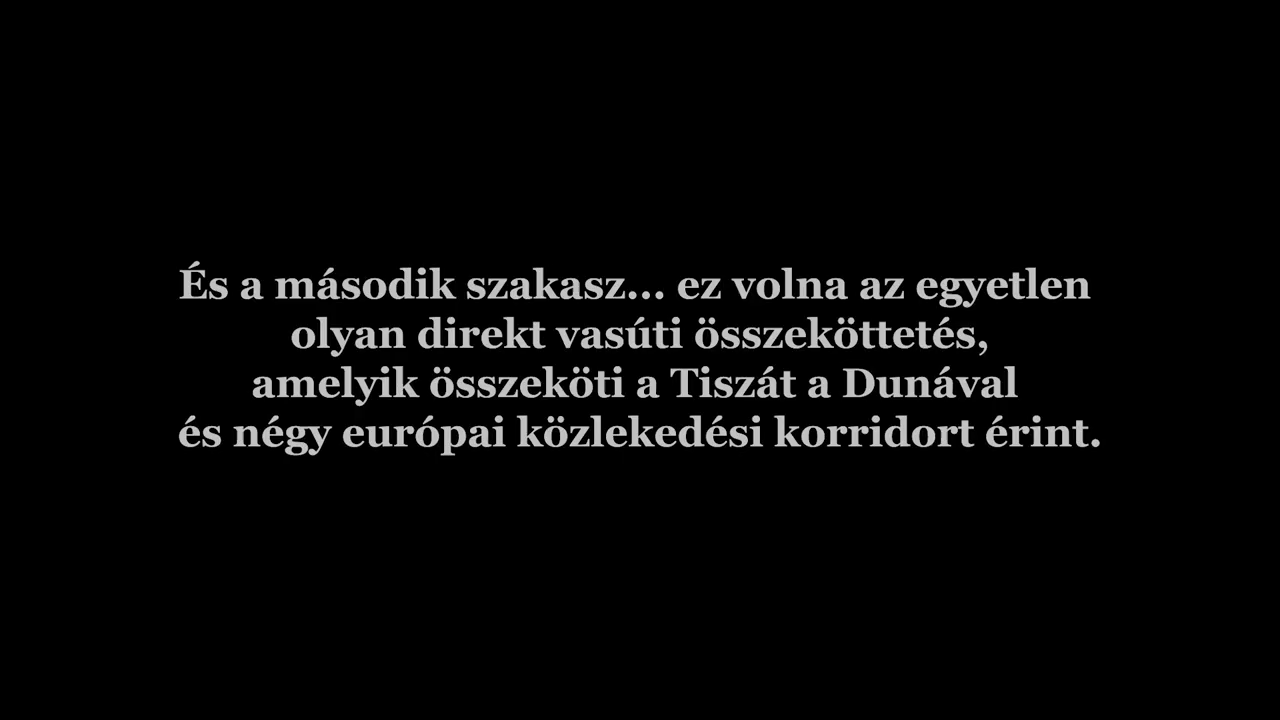 És a második szakasz... ez volna az egyetlen
olyan direkt vasúti összeköttetés,
amelyik összeköti a Tiszát a Dunával
és négy európai közlekedési korridort érint.